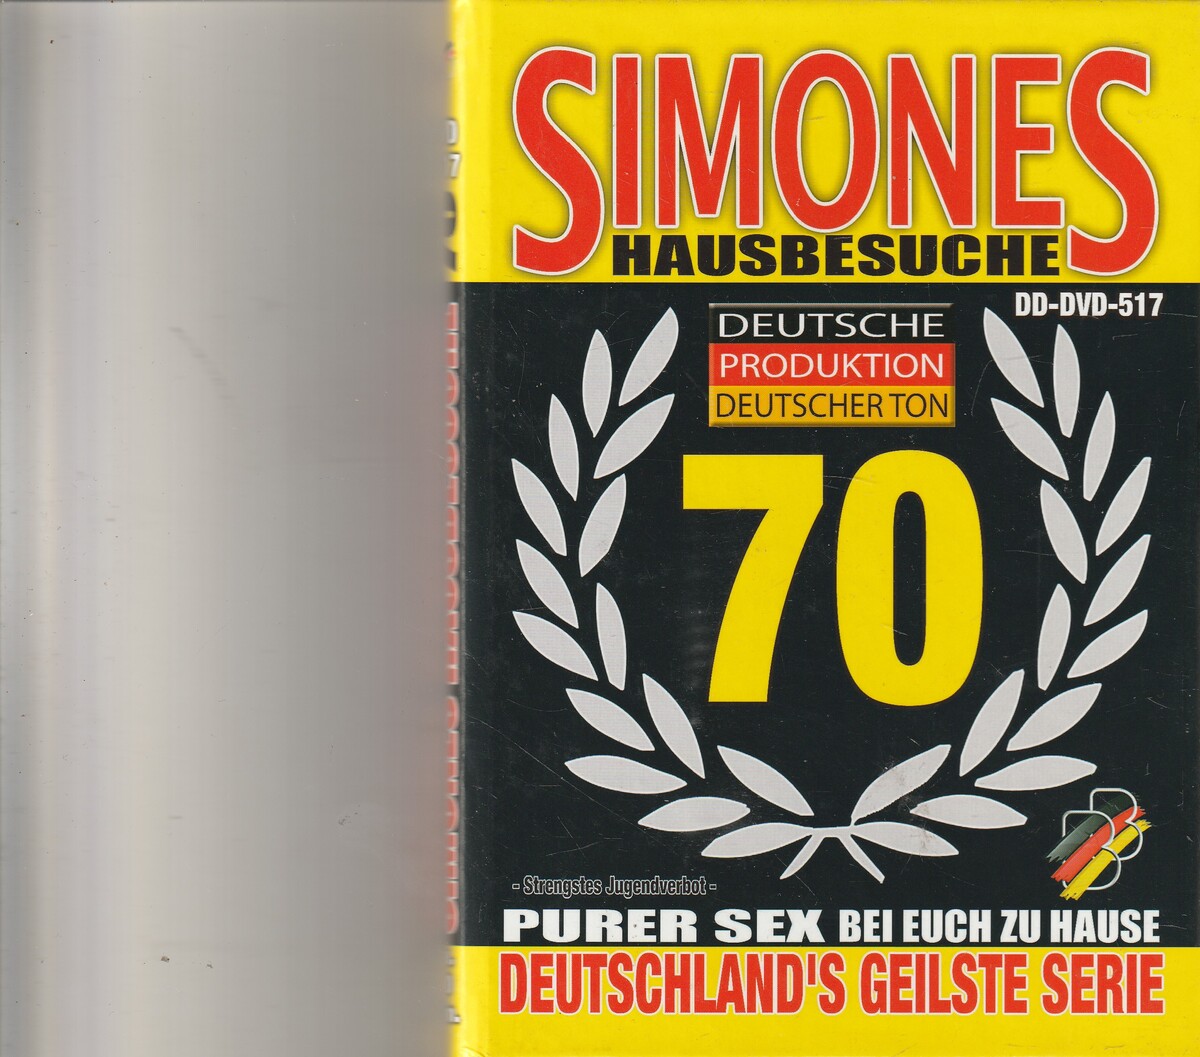 SIMONES
HAUSBESUCHE
DD-DVD-517
DEUTSCHE
PRODUKTION
DEUTSCHER TON
70
- Strengstes Jugendverbot -
PURER SEX BEI EUCH ZU HAUSE
DEUTSCHLAND'S GEILSTE SERIE